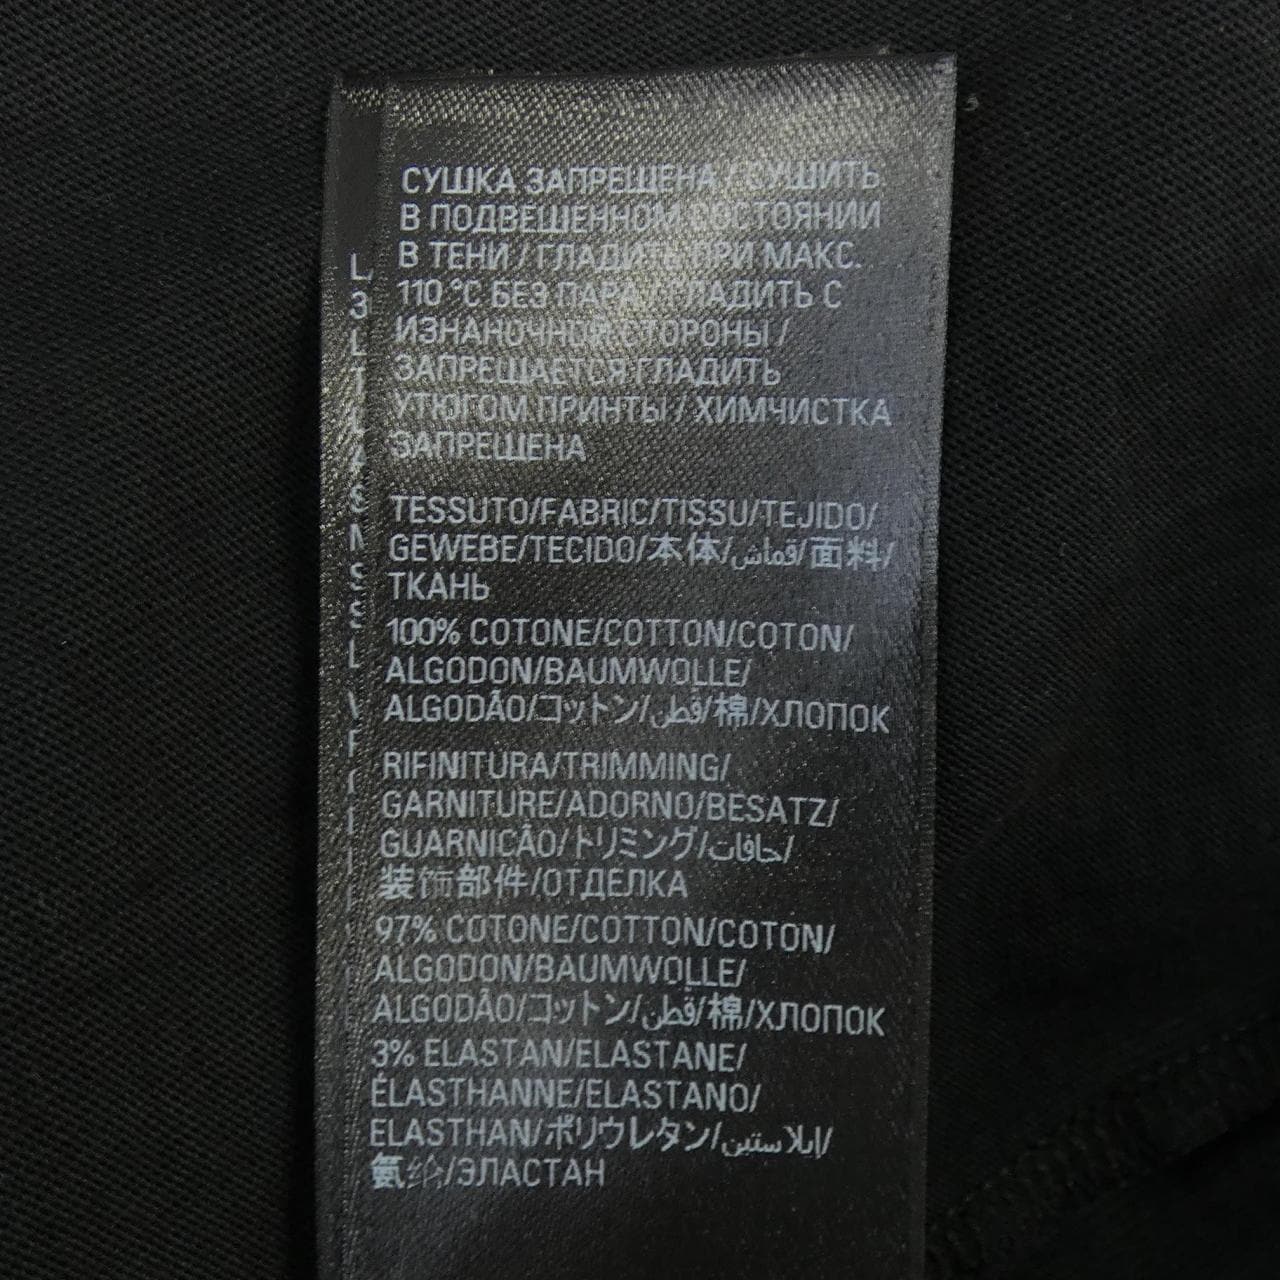 СУШКА ЗАПРЕЩЕНА / СУШИТЬ
В ПОДВЕШЕННОМ СОСТОЯНИИ
В ТЕНИ / ГЛАДИТЬ ПРИ МАКС.
110 °C БЕЗ ПАРА / ГЛАДИТЬ С
ИЗНАНОЧНОЙ СТОРОНЫ /
ЗАПРЕЩАЕТСЯ ГЛАДИТЬ
УТЮГОМ ПРИНТЫ / ХИМЧИСТКА
ЗАПРЕЩЕНА
TESSUTO/FABRIC/TISSU/TEJIDO/
GEWEBE/TECIDO/本体/قماش/面料/
ТКАНЬ
100% COTONE/COTTON/COTON/
ALGODON/BAUMWOLLE/
ALGODÃO/コットン/قطن/棉/ХЛОПОК
RIFINITURA/TRIMMING/
GARNITURE/ADORNO/BESATZ/
GUARNICÃO/トリミング/حافات/
装饰部件/ОТДЕЛКА
97% COTONE/COTTON/COTON/
ALGODON/BAUMWOLLE/
ALGODÃO/コットン/قطن/棉/ХЛОПОК
3% ELASTAN/ELASTANE/
ÉLASTHANNE/ELASTANO/
ELASTHAN/ポリウレタン/إيلاستين/
氨纶/ЭЛАСТАН